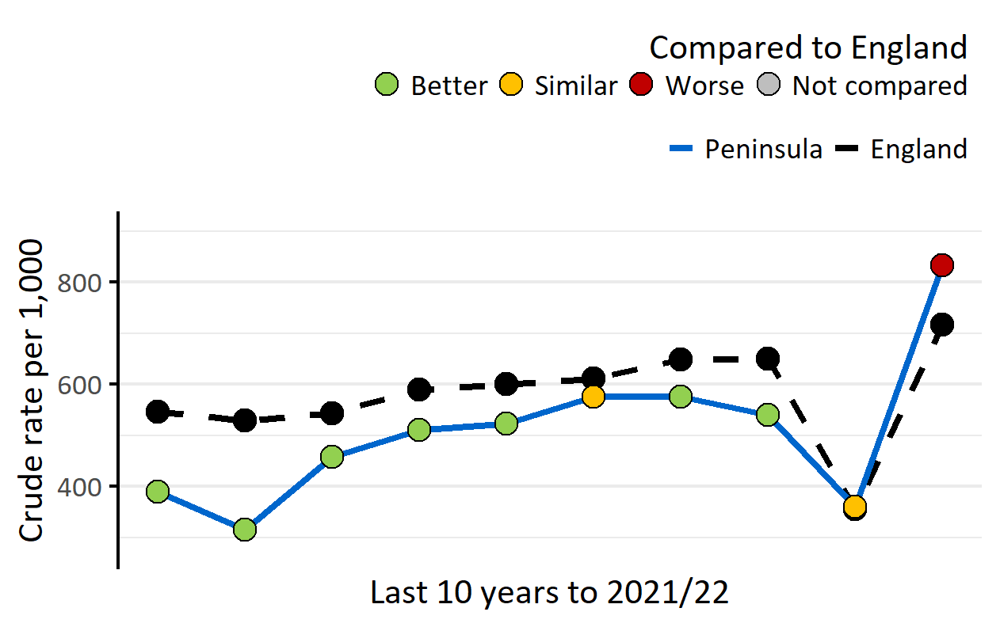 Compared to England
Better Similar Worse Not compared
Peninsula England
Crude rate per 1,000
800
600
400
Last 10 years to 2021/22